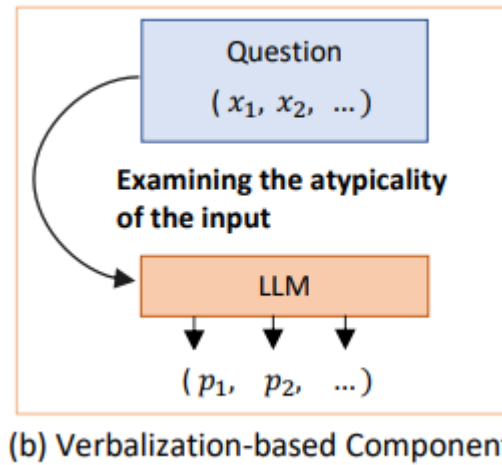 Question
( x₁, x₂, … )
Examining the atypicality
of the input
LLM
( p₁, p₂, … )
(b) Verbalization-based Component